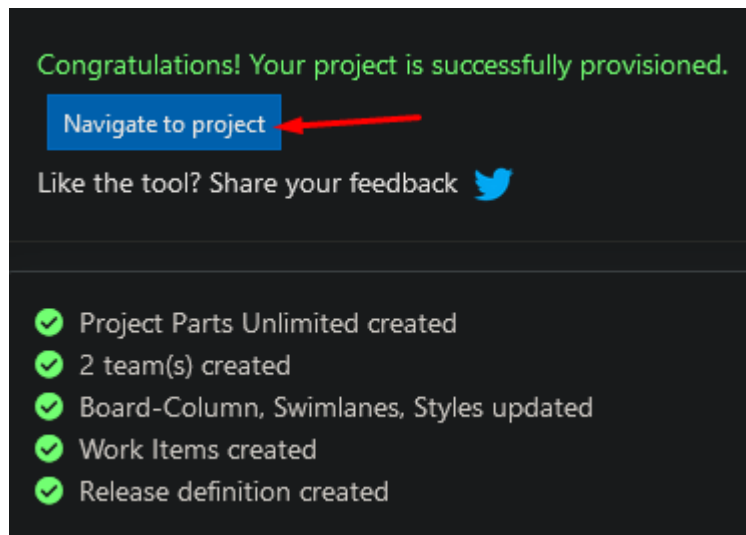 Congratulations! Your project is successfully provisioned.
Navigate to project
Like the tool? Share your feedback
Project Parts Unlimited created
2 team(s) created
Board-Column, Swimlanes, Styles updated
Work Items created
Release definition created